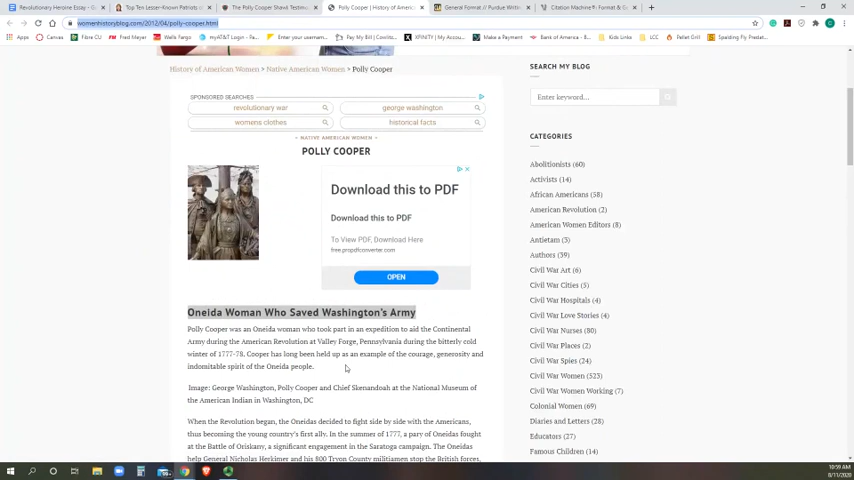 Revolutionary Heroine Essay - G
Top Ten Lesser-Known Patriots of
The Polly Cooper Shawl Testimo
Polly Cooper | History of Americ
General Format // Purdue Writin
Citation Machine®: Format & Ge
womenhistoryblog.com/2012/04/polly-cooper.html
Apps
Canvas
Fibre CU
Fred Meyer
Wells Fargo
myAT&T - Login
Enter your usernam...
Pay My Bill | Cowlitz...
XFINITY | My Accou...
Make a Payment
Bank of America
Kids Links
LCC
Pellet Grill
Spalding Fly Predat...
History of American Women > Native American Women > Polly Cooper
SPONSORED SEARCHES
revolutionary war
george washington
womens clothes
historical facts
- NATIVE AMERICAN WOMEN -
POLLY COOPER
Download this to PDF
Download this to PDF
To View PDF, Download Here
free.propdfconverter.com
OPEN
Oneida Woman Who Saved Washington's Army
Polly Cooper was an Oneida woman who took part in an expedition to aid the Continental
Army during the American Revolution at Valley Forge, Pennsylvania during the bitterly cold
winter of 1777-78. Cooper has long been held up as an example of the courage, generosity and
indomitable spirit of the Oneida people.
Image: George Washington, Polly Cooper and Chief Skenandoah at the National Museum of
the American Indian in Washington, DC
When the Revolution began, the Oneidas decided to fight side by side with the Americans,
thus becoming the young country's first ally. In the summer of 1777, a party of Oneidas fought
at the Battle of Oriskany, a significant engagement in the Saratoga campaign. The Oneidas
help General Nicholas Herkimer and his 800 Tryon County militiamen stop the British forces,
SEARCH MY BLOG
Enter keyword...
CATEGORIES
Abolitionists (60)
Activists (14)
African Americans (58)
American Revolution (2)
American Women Editors (8)
Antietam (3)
Authors (39)
Civil War Art (6)
Civil War Cities (5)
Civil War Hospitals (4)
Civil War Love Stories (4)
Civil War Nurses (80)
Civil War Places (2)
Civil War Spies (24)
Civil War Women (523)
Civil War Women Working (7)
Colonial Women (69)
Diaries and Letters (28)
Educators (27)
Famous Children (14)
10:59 AM
8/11/2020